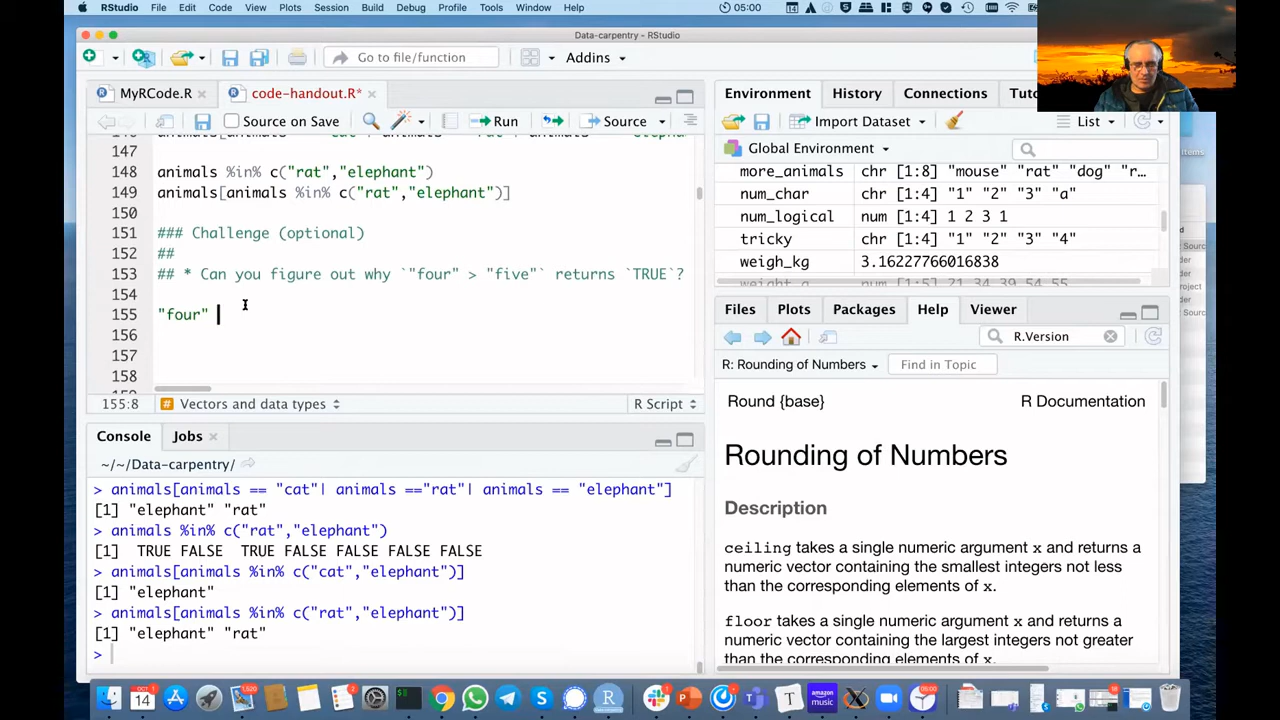 RStudio File Edit Code View Plots Session Build Debug Profile Tools Window Help 05:00
Data-carpentry - RStudio
Go to file/function Addins
MyRCode.R code-handout.R*
Source on Save Run Source
147
148 animals %in% c("rat","elephant")
149 animals[animals %in% c("rat","elephant")]
150
151 ### Challenge (optional)
152 ##
153 ## * Can you figure out why `"four" > "five"` returns `TRUE`?
154
155 "four"
156
157
158
155:8 Vectors and data types R Script
Console Jobs
~/~/Data-carpentry/
> animals[animals == "cat"| animals =="rat"| animals == "elephant"]
[1] "elephant" "rat"
> animals %in% c("rat","elephant")
[1] TRUE FALSE TRUE FALSE FALSE FALSE FALSE
> animals[animals %in% c("cat","elephant")]
[1] "elephant"
> animals[animals %in% c("rat","elephant")]
[1] "elephant" "rat"
>
Environment History Connections
Import Dataset List
Global Environment
more_animals chr [1:8] "mouse" "rat" "dog" "r…
num_char chr [1:4] "1" "2" "3" "a"
num_logical num [1:4] 1 2 3 1
tricky chr [1:4] "1" "2" "3" "4"
weigh_kg 3.16227766016838
Files Plots Packages Help Viewer
R.Version
R: Rounding of Numbers Find in Topic
Round {base} R Documentation
Rounding of Numbers
Description
ceiling takes a single numeric argument x and returns a
numeric vector containing the smallest integers not less
than the corresponding elements of x.
floor takes a single numeric argument x and returns a
numeric vector containing the largest integers not greater
than the corresponding elements of x.